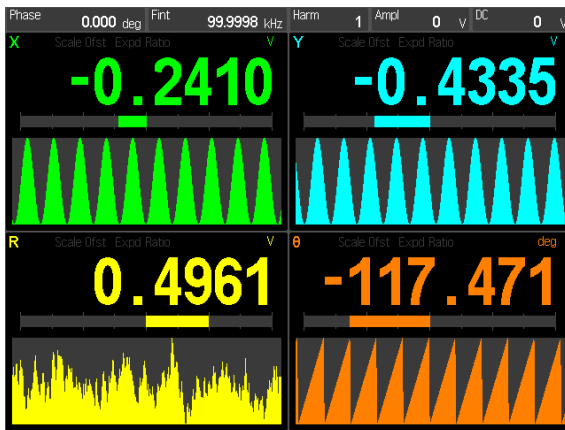 Phase 0.000 deg Fint 99.9998 kHz Harm 1 Ampl 0 V DC 0 V
X Scale Ofst Expd Ratio V
Y Scale Ofst Expd Ratio V
-0.2410
-0.4335
R Scale Ofst Expd Ratio V
θ Scale Ofst Expd Ratio deg
0.4961
-117.471